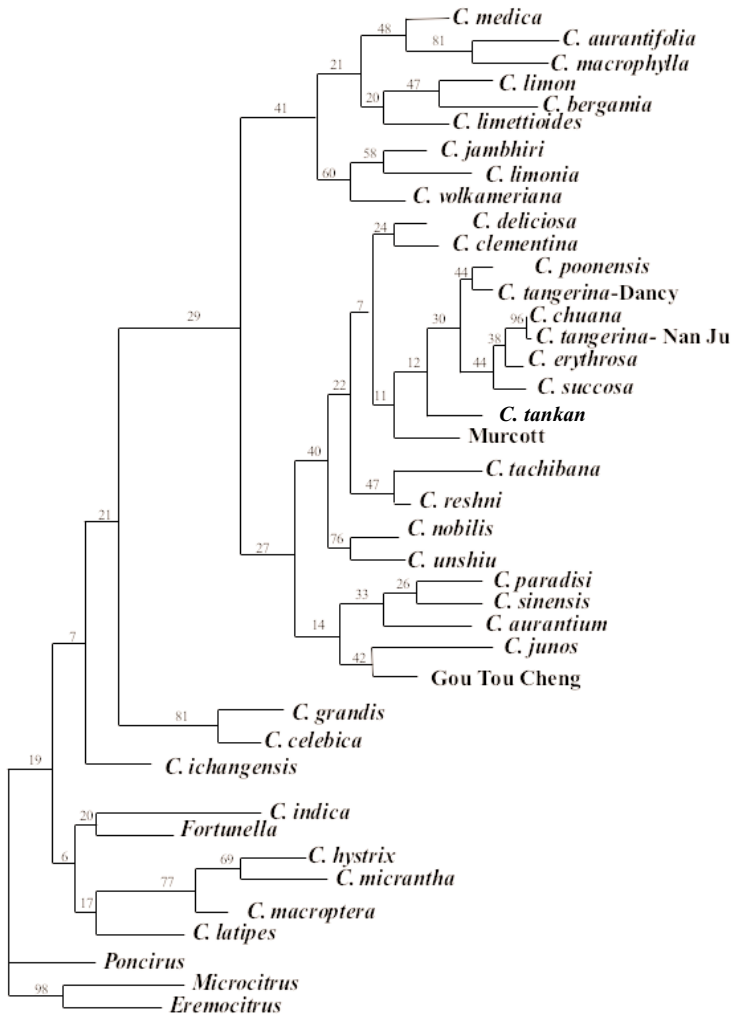 C. medica
48
81 C. aurantifolia
C. macrophylla
21
47 C. limon
20 C. bergamia
C. limettioides
41
C. jambhiri
58
C. limonia
60
C. volkameriana
C. deliciosa
24
C. clementina
C. poonensis
44
C. tangerina-Dancy
7
C. chuana
96
30
C. tangerina- Nan Ju
29
38
C. erythrosa
12 44
C. succosa
22
11
C. tankan
Murcott
40
C. tachibana
47
C. reshni
C. nobilis
76
27
C. unshiu
C. paradisi
26
33
C. sinensis
14
C. aurantium
C. junos
42
Gou Tou Cheng
21
7
C. grandis
81
C. celebica
19
C. ichangensis
C. indica
20
Fortunella
6
C. hystrix
69
77
C. micrantha
17
C. macroptera
C. latipes
Poncirus
Microcitrus
98
Eremocitrus